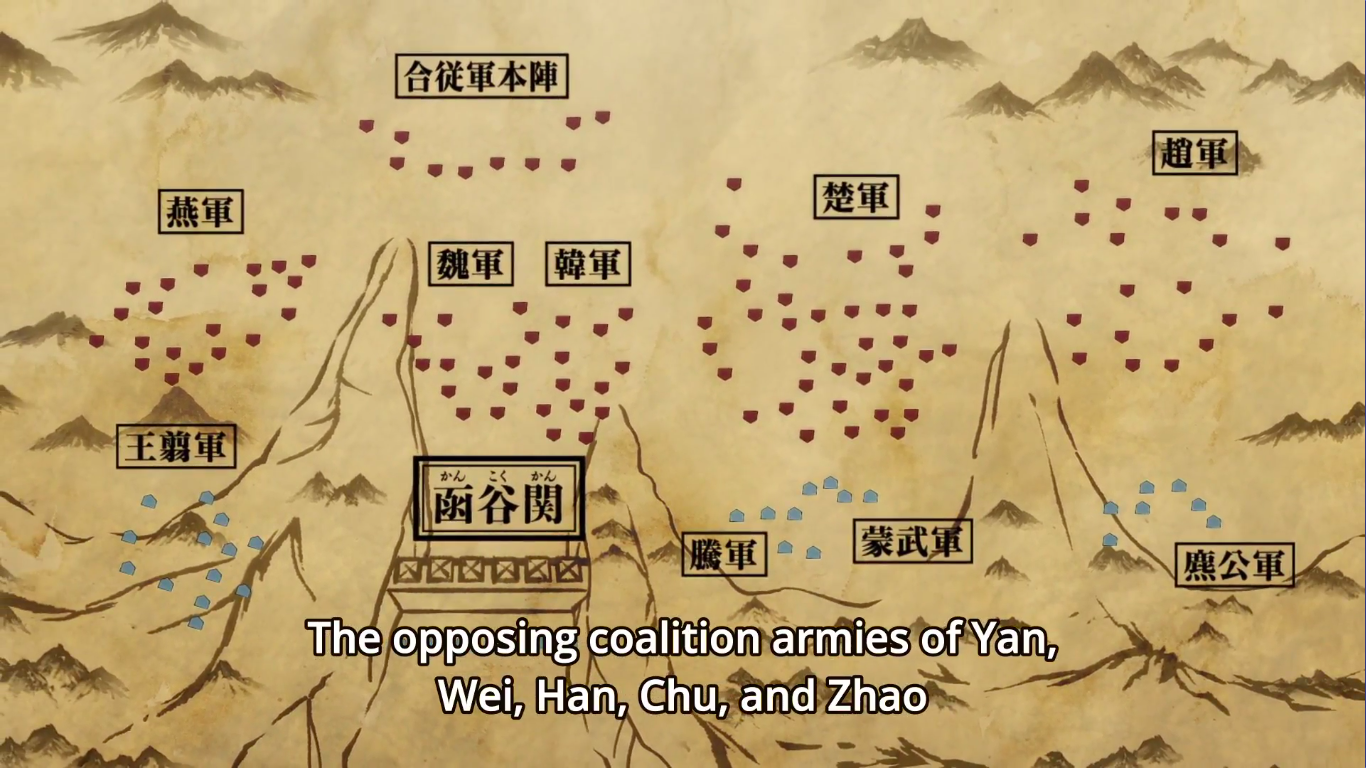 合従軍本陣
趙軍
燕軍
楚軍
魏軍
韓軍
王翦軍
かん こく かん
函谷関
騰軍
蒙武軍
麃公軍
The opposing coalition armies of Yan,
Wei, Han, Chu, and Zhao